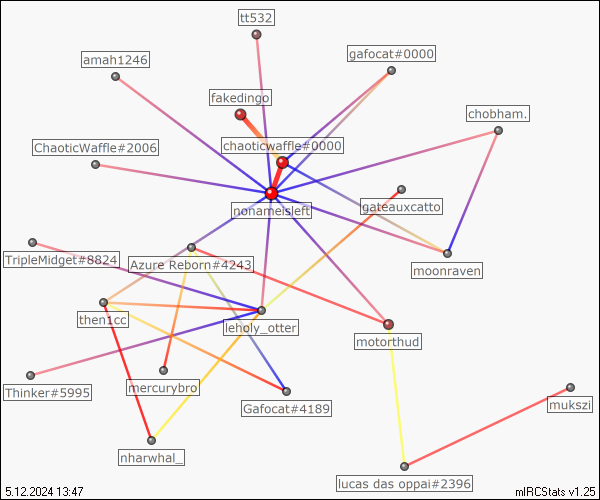 tt532
gafocat#0000
amah1246
fakedingo
chobham.
chaoticwaffle#0000
ChaoticWaffle#2006
nonameisleft
gateauxcatto
TripleMidget#8824
Azure Reborn#4243
moonraven
then1cc
leholy_otter
motorthud
Thinker#5995
mercurybro
Gafocat#4189
mukszi
nharwhal_
lucas das oppai#2396
5.12.2024 13:47
mIRCStats v1.25